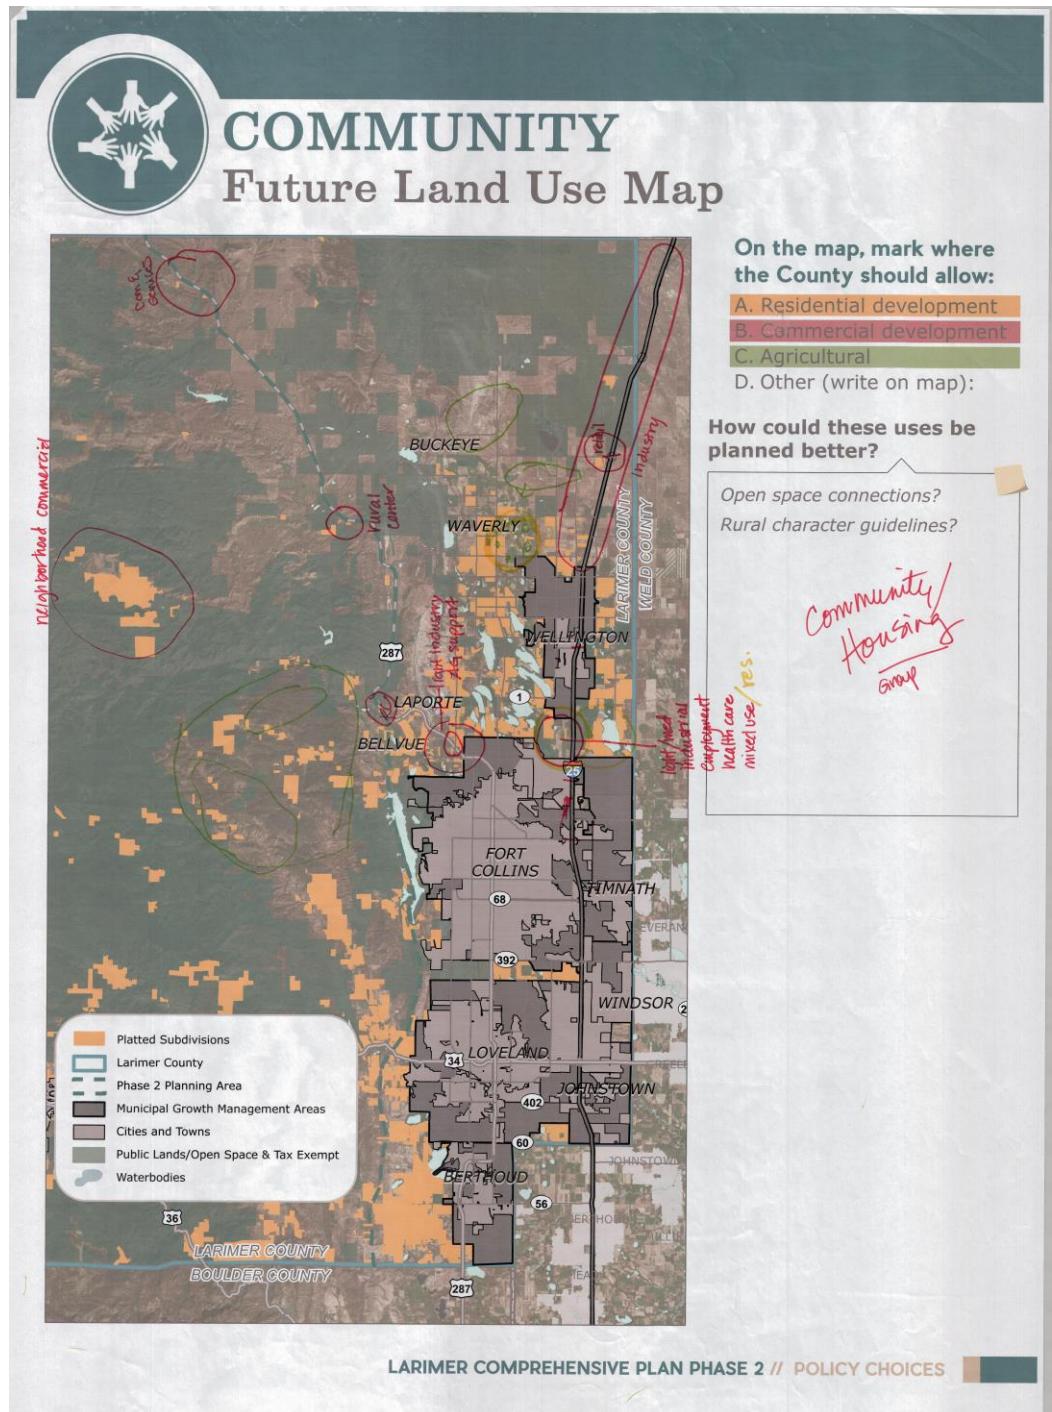 COMMUNITY
Future Land Use Map
On the map, mark where
the County should allow:
A. Residential development
B. Commercial development
C. Agricultural
D. Other (write on map):
How could these uses be
planned better?
Open space connections?
Rural character guidelines?
Community/
Housing
Group
neighborhood commercial
BUCKEYE
retail
Industry
rural
center
WAVERLY
LARIMER COUNTY
WELD COUNTY
WELLINGTON
light industry
Ag support
287
1
LAPORTE
BELLVUE
light/med
industrial
employment
health care
mixed use/res.
25
FORT
COLLINS
TIMNATH
68
392
WINDSOR
LOVELAND
34
JOHNSTOWN
402
60
JOHNSTOWN
BERTHOUD
56
36
LARIMER COUNTY
BOULDER COUNTY
287
Platted Subdivisions
Larimer County
Phase 2 Planning Area
Municipal Growth Management Areas
Cities and Towns
Public Lands/Open Space & Tax Exempt
Waterbodies
LARIMER COMPREHENSIVE PLAN PHASE 2 // POLICY CHOICES